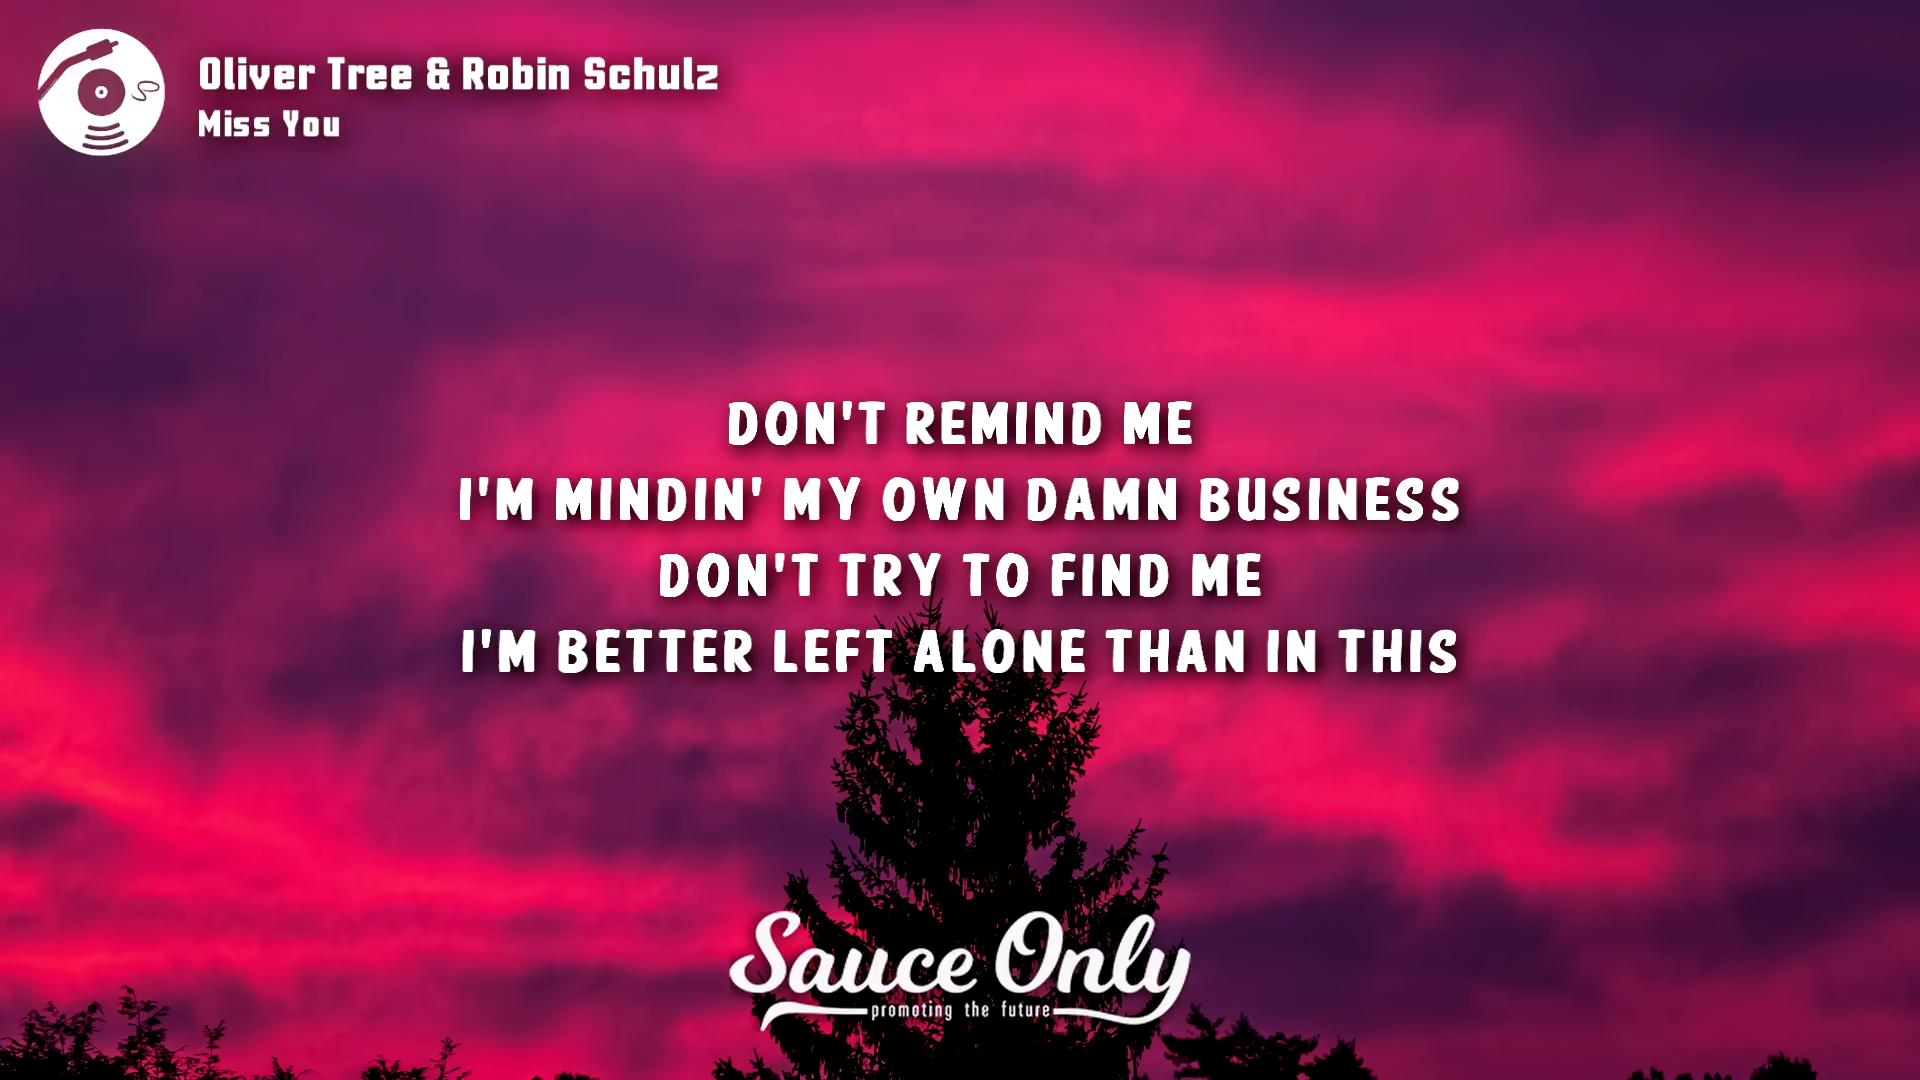 Oliver Tree & Robin Schulz
Miss You
DON'T REMIND ME
I'M MINDIN' MY OWN DAMN BUSINESS
DON'T TRY TO FIND ME
I'M BETTER LEFT ALONE THAN IN THIS
Sauce Only
promoting the future